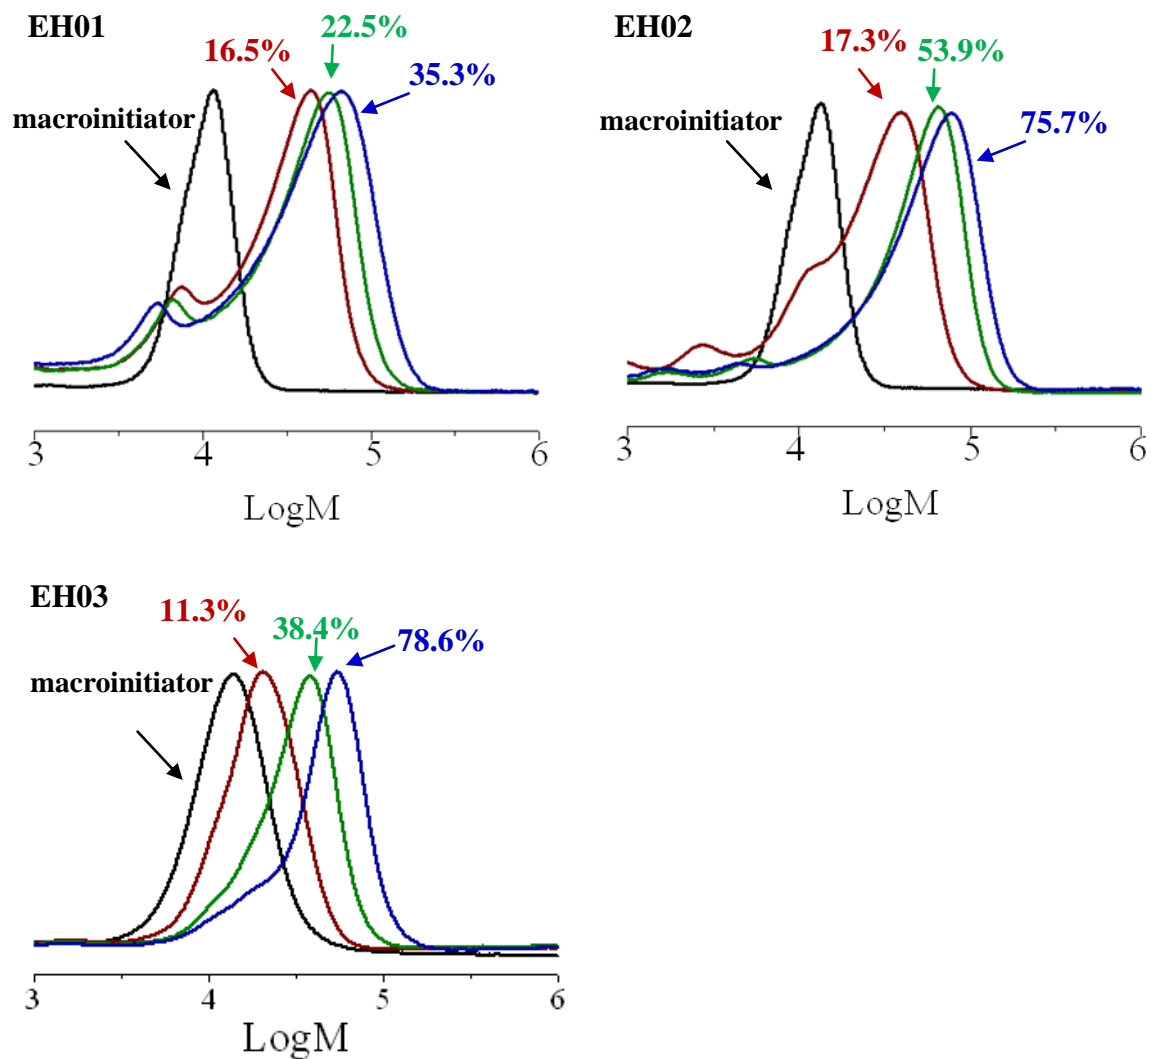 EH01
22.5%
16.5%
35.3%
macroinitiator
3 4 5 6
LogM
EH02
17.3%
53.9%
macroinitiator
75.7%
3 4 5 6
LogM
EH03
11.3%
38.4%
78.6%
macroinitiator
3 4 5 6
LogM